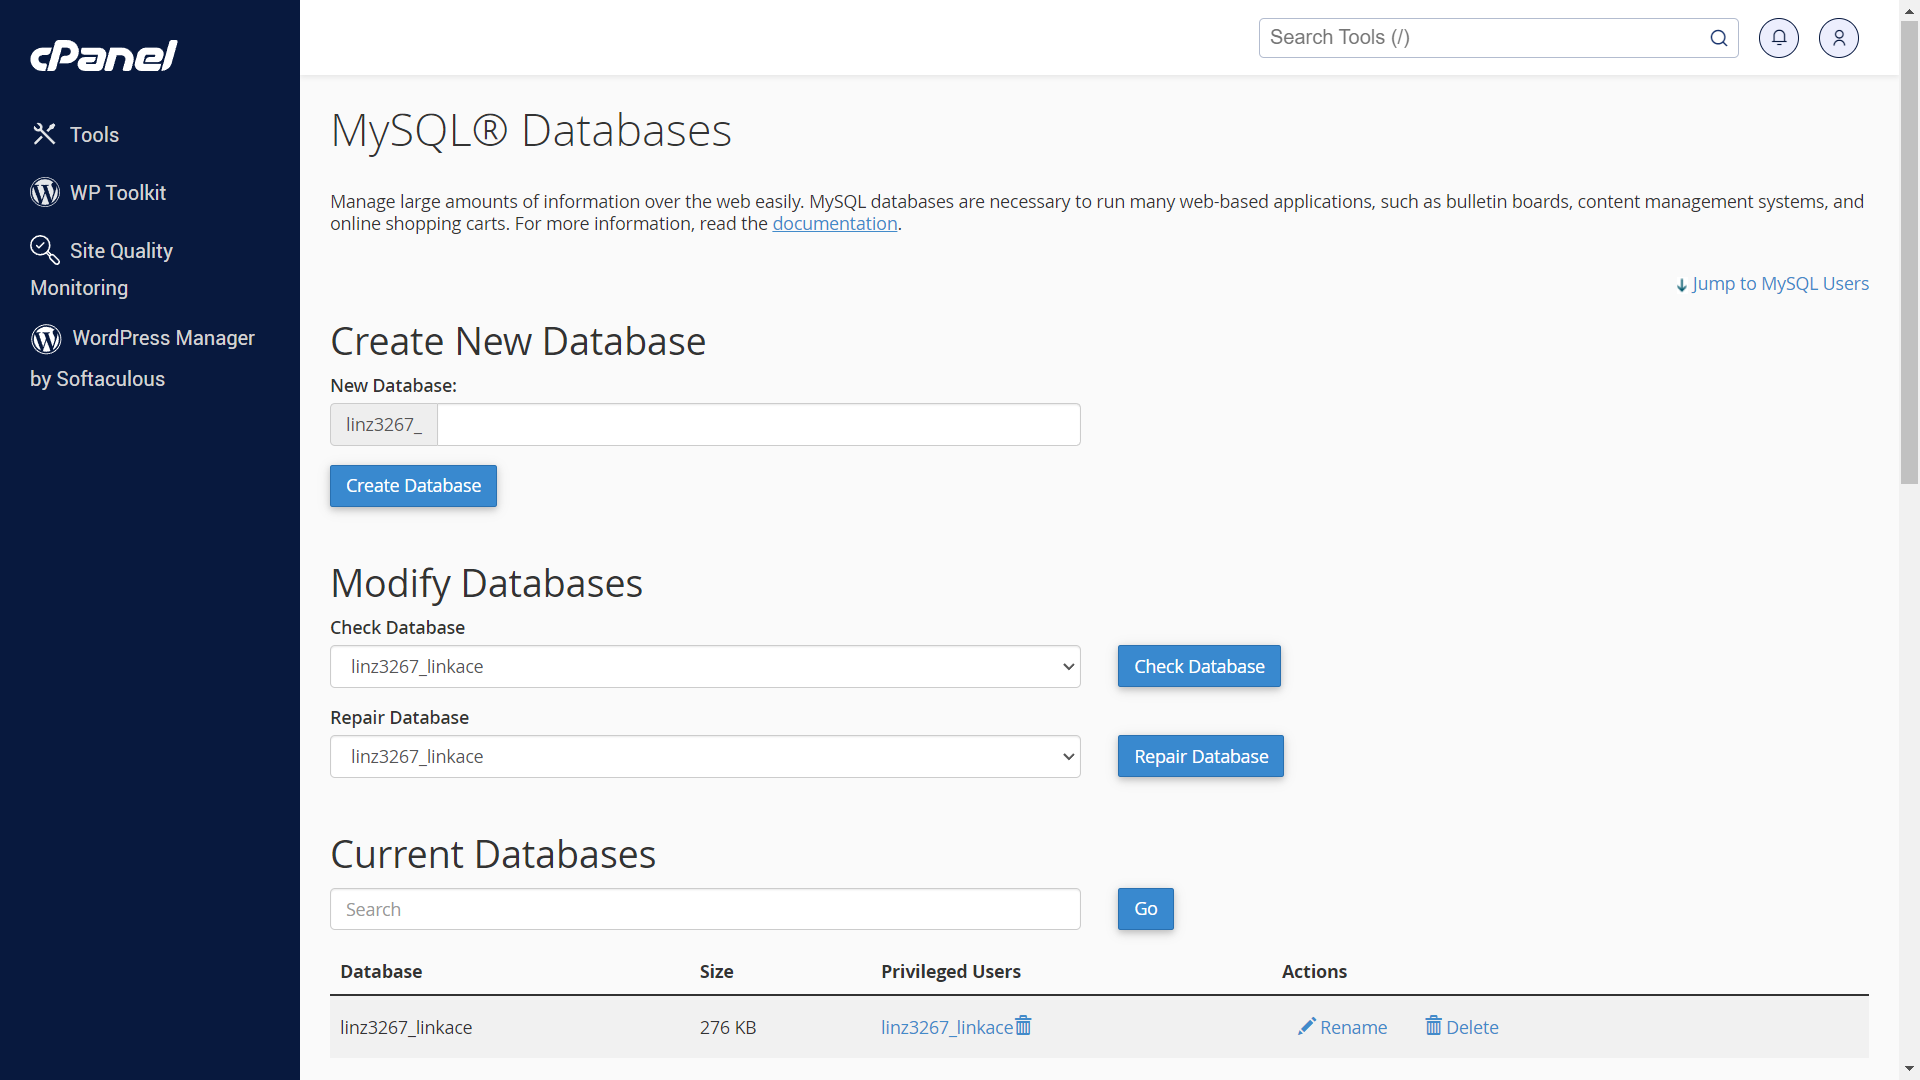 cPanel
Search Tools (/)
Tools
WP Toolkit
Site Quality
Monitoring
WordPress Manager
by Softaculous
MySQL® Databases
Manage large amounts of information over the web easily. MySQL databases are necessary to run many web-based applications, such as bulletin boards, content management systems, and
online shopping carts. For more information, read the documentation.
Jump to MySQL Users
Create New Database
New Database:
linz3267_
Create Database
Modify Databases
Check Database
linz3267_linkace
Check Database
Repair Database
linz3267_linkace
Repair Database
Current Databases
Search
Go
Database Size Privileged Users Actions
linz3267_linkace 276 KB linz3267_linkace Rename Delete